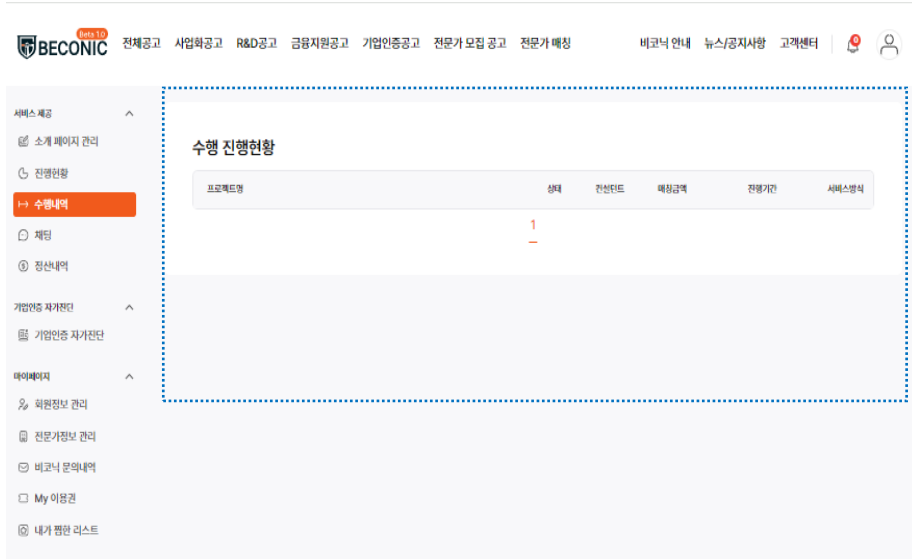 BECONIC Beta 1.0 전체공고 사업화공고 R&D공고 금융지원공고 기업인증공고 전문가 모집 공고 전문가 매칭 비코닉 안내 뉴스/공지사항 고객센터 0
서비스 제공
소개 페이지 관리
진행현황
수행내역
채팅
정산내역
기업인증 자가진단
기업인증 자가진단
마이페이지
회원정보 관리
전문가정보 관리
비코닉 문의내역
My 이용권
내가 찜한 리스트
수행 진행현황
프로젝트명 상태 컨설턴트 매칭금액 진행기간 서비스방식
1